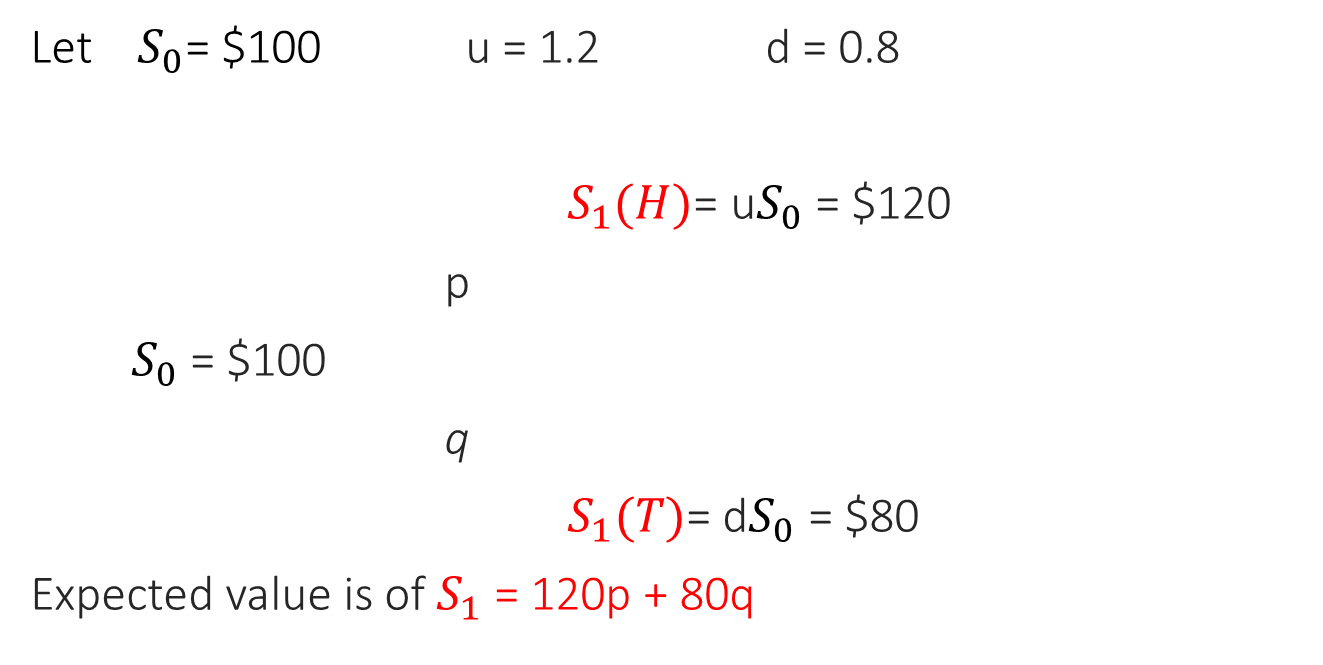 Let S₀= $100 u = 1.2 d = 0.8
S₁(H)= uS₀ = $120
p
S₀ = $100
q
S₁(T)= dS₀ = $80
Expected value is of S₁ = 120p + 80q